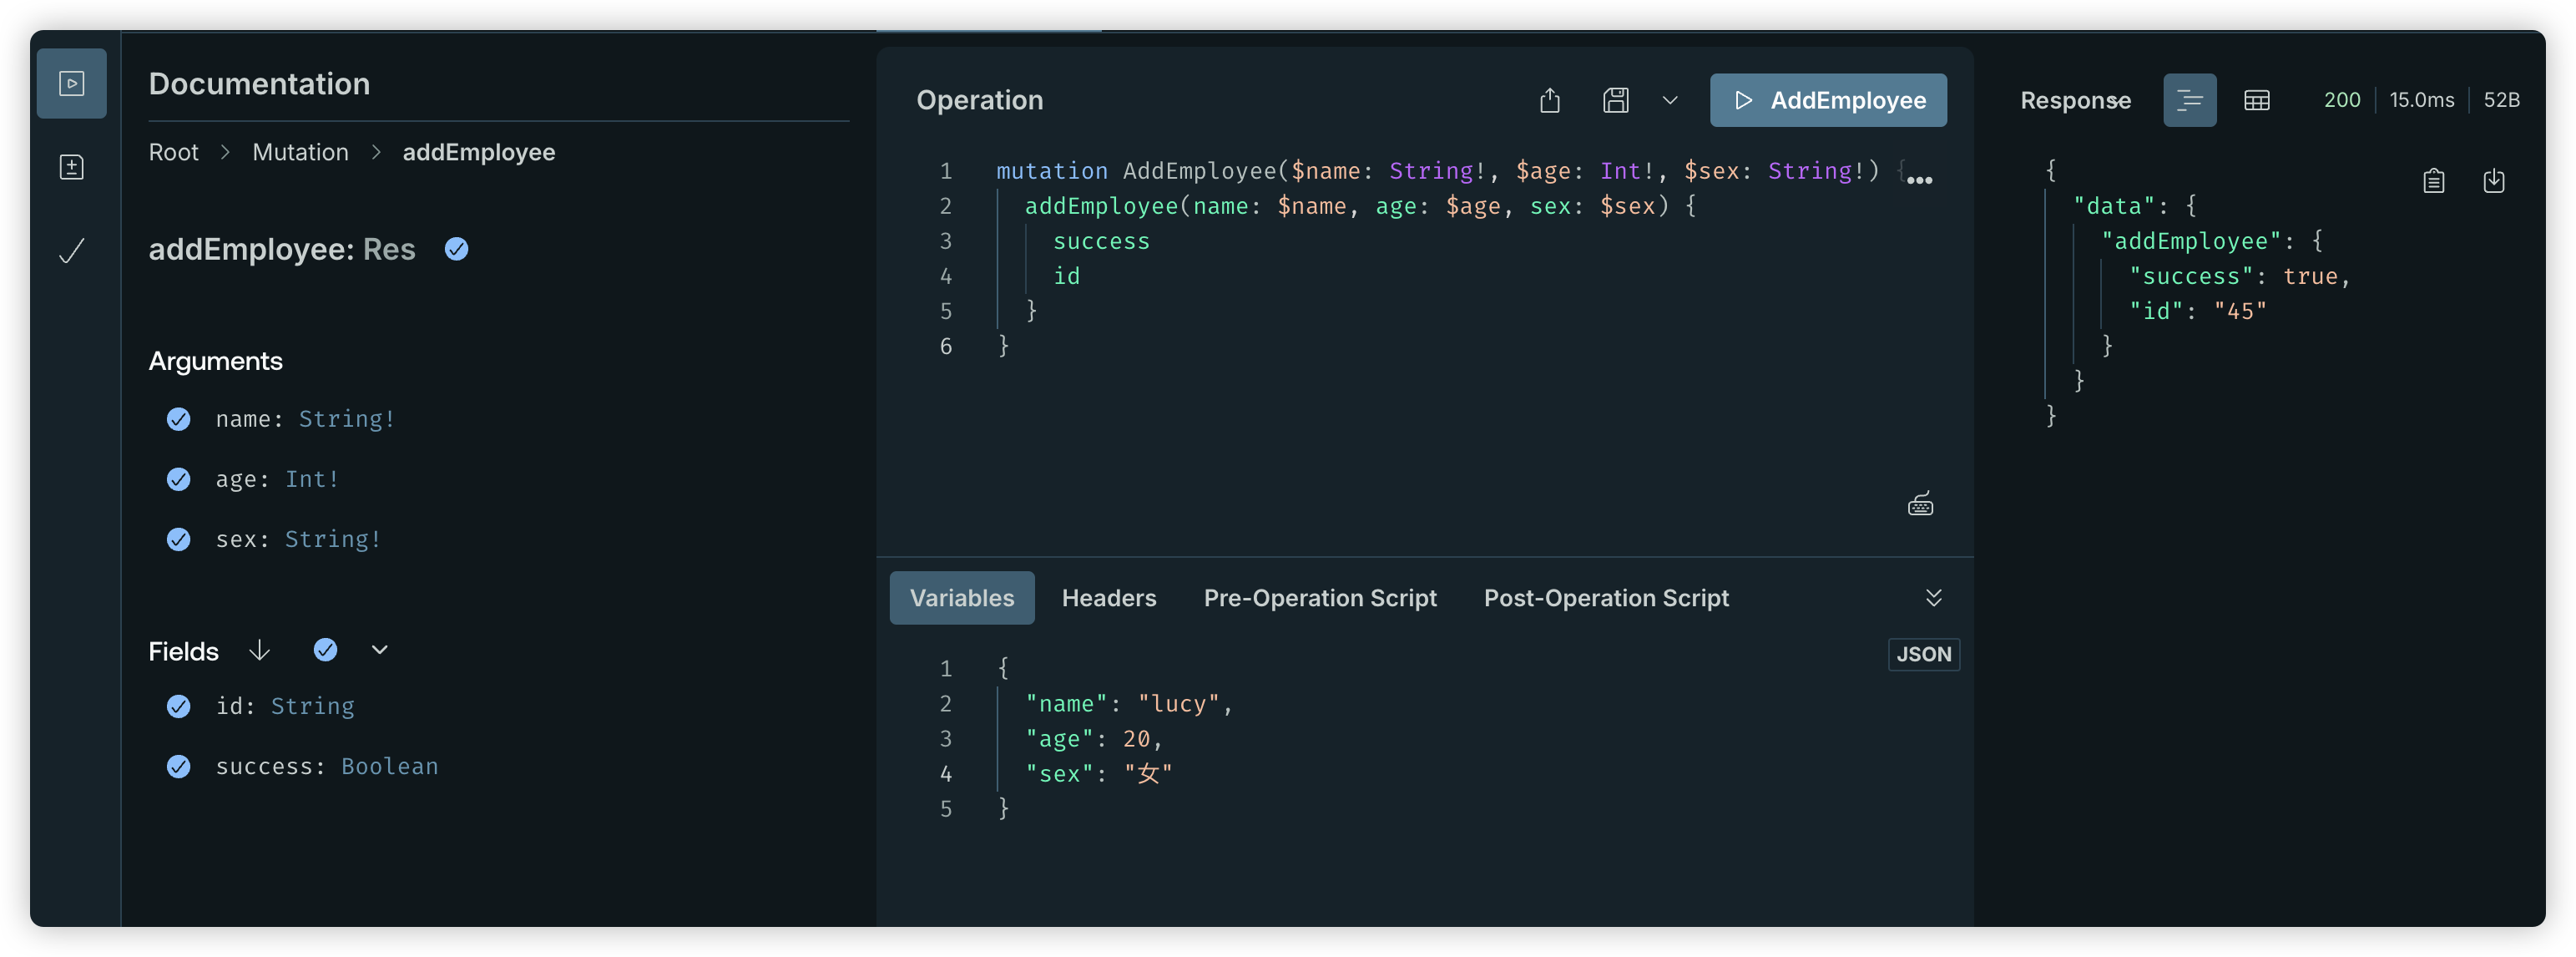 Documentation
Root > Mutation > addEmployee
addEmployee: Res
Arguments
name: String!
age: Int!
sex: String!
Fields
id: String
success: Boolean
Operation
AddEmployee
1 mutation AddEmployee($name: String!, $age: Int!, $sex: String!) {
2 addEmployee(name: $name, age: $age, sex: $sex) {
3 success
4 id
5 }
6 }
Variables Headers Pre-Operation Script Post-Operation Script
JSON
1 {
2 "name": "lucy",
3 "age": 20,
4 "sex": "女"
5 }
Response 200 15.0ms 52B
{
"data": {
"addEmployee": {
"success": true,
"id": "45"
}
}
}